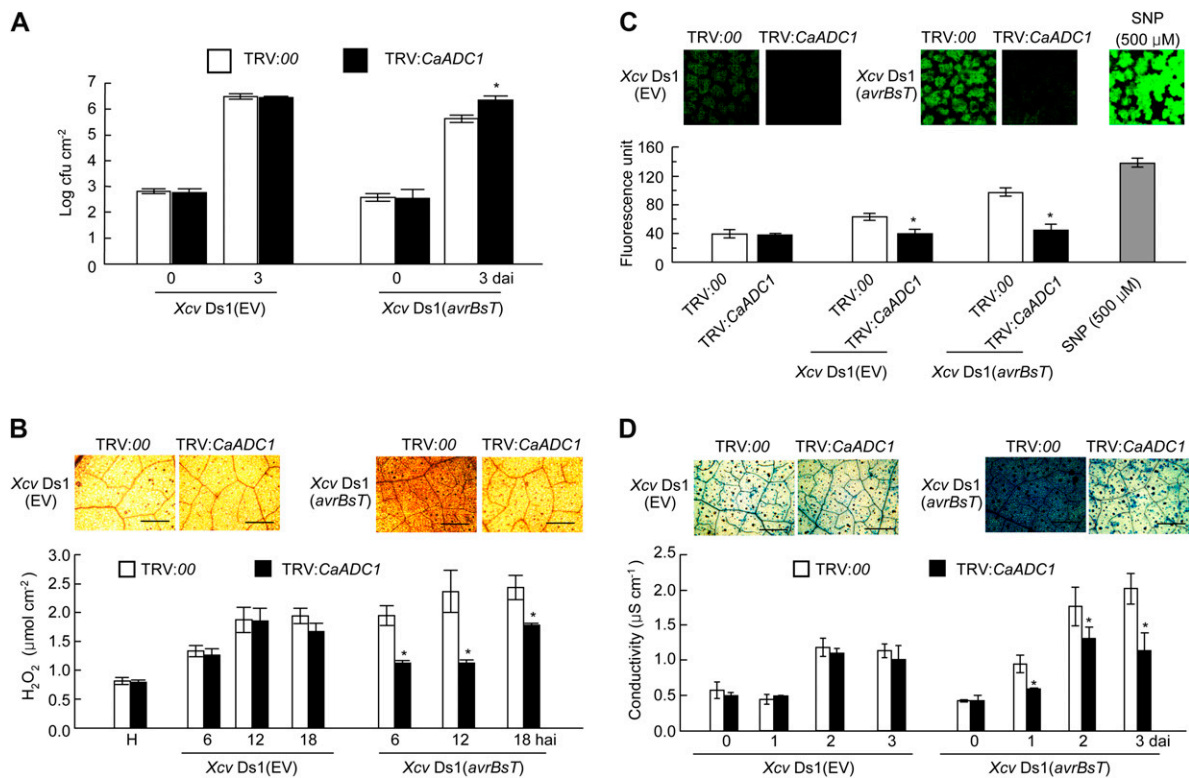 A
TRV:00 TRV:CaADC1
Log cfu cm-2
7
6
5
4
3
2
1
0
*
0 3 0 3 dai
Xcv Ds1(EV) Xcv Ds1(avrBsT)
B
TRV:00 TRV:CaADC1 TRV:00 TRV:CaADC1
Xcv Ds1
(EV)
Xcv Ds1
(avrBsT)
TRV:00 TRV:CaADC1
H2O2 (µmol cm-2)
3.0
2.5
2.0
1.5
1.0
0.5
0.0
* * *
H 6 12 18 6 12 18 hai
Xcv Ds1(EV) Xcv Ds1(avrBsT)
C
TRV:00 TRV:CaADC1 TRV:00 TRV:CaADC1
SNP
(500 µM)
Xcv Ds1
(EV)
Xcv Ds1
(avrBsT)
Fluorescence unit
160
120
80
40
0
* *
TRV:00
TRV:CaADC1
TRV:00
TRV:CaADC1
TRV:00
TRV:CaADC1
SNP (500 µM)
Xcv Ds1(EV) Xcv Ds1(avrBsT)
D
TRV:00 TRV:CaADC1 TRV:00 TRV:CaADC1
Xcv Ds1
(EV)
Xcv Ds1
(avrBsT)
TRV:00 TRV:CaADC1
Conductivity (µS cm-1)
2.5
2.0
1.5
1.0
0.5
0.0
* * *
0 1 2 3 0 1 2 3 dai
Xcv Ds1(EV) Xcv Ds1(avrBsT)